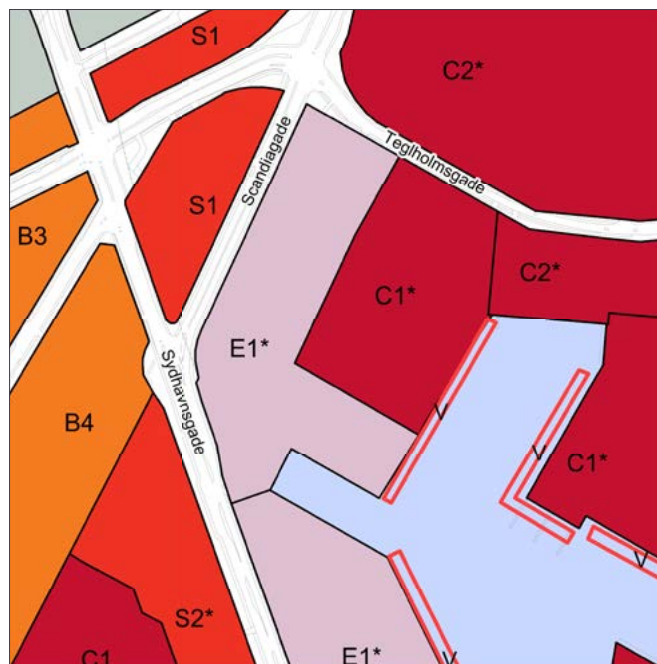 S1
C2*
Scandiagade
Teglholmsgade
S1
B3
C2*
C1*
E1*
Sydhavnsgade
V
B4
V
C1*
V
S2*
C1
E1*
V